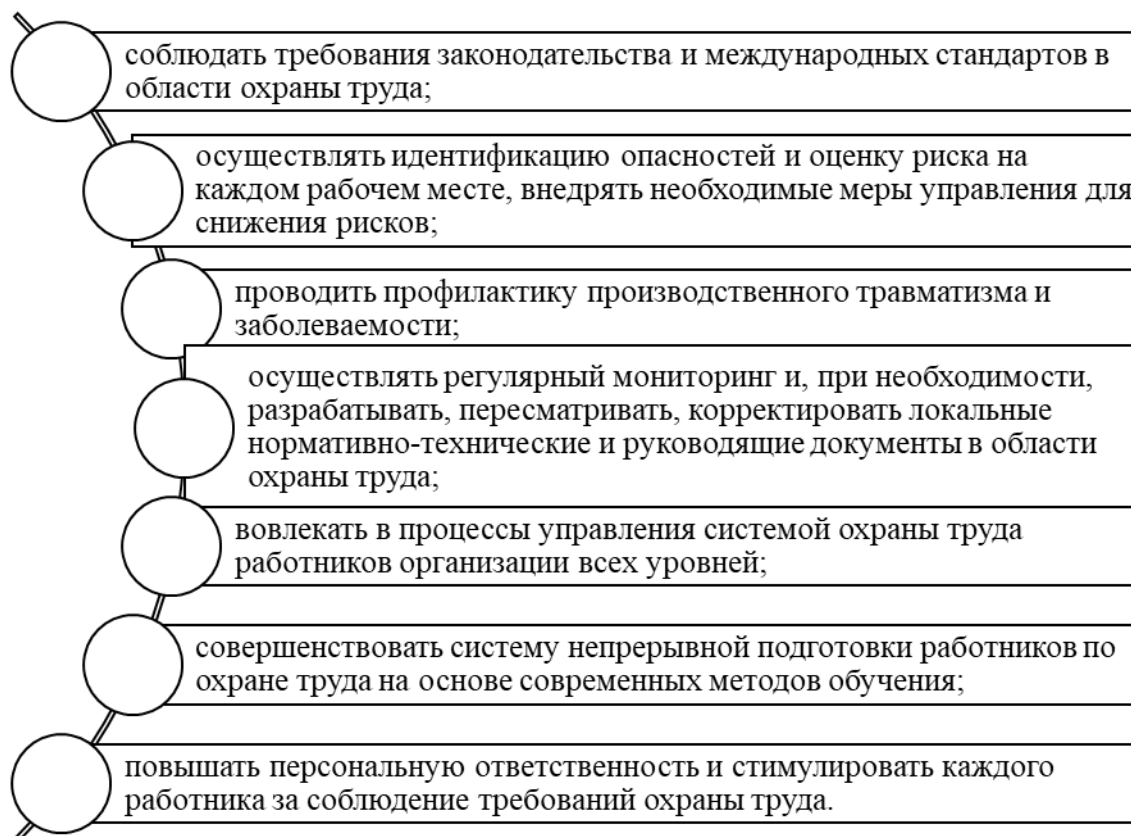 соблюдать требования законодательства и международных стандартов в
области охраны труда;
осуществлять идентификацию опасностей и оценку риска на
каждом рабочем месте, внедрять необходимые меры управления для
снижения рисков;
проводить профилактику производственного травматизма и
заболеваемости;
осуществлять регулярный мониторинг и, при необходимости,
разрабатывать, пересматривать, корректировать локальные
нормативно-технические и руководящие документы в области
охраны труда;
вовлекать в процессы управления системой охраны труда
работников организации всех уровней;
совершенствовать систему непрерывной подготовки работников по
охране труда на основе современных методов обучения;
повышать персональную ответственность и стимулировать каждого
работника за соблюдение требований охраны труда.